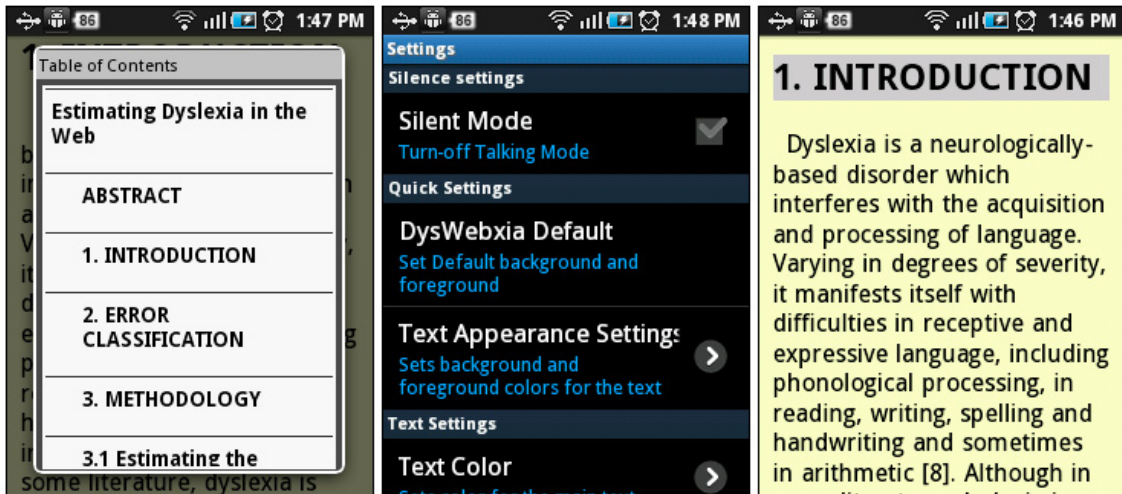 86 1:47 PM
Table of Contents
Estimating Dyslexia in the
Web
ABSTRACT
1. INTRODUCTION
2. ERROR
CLASSIFICATION
3. METHODOLOGY
3.1 Estimating the
some literature, dyslexia is
86 1:48 PM
Settings
Silence settings
Silent Mode
Turn-off Talking Mode
Quick Settings
DysWebxia Default
Set Default background and
foreground
Text Appearance Settings
Sets background and
foreground colors for the text
Text Settings
Text Color
86 1:46 PM
1. INTRODUCTION
Dyslexia is a neurologically-
based disorder which
interferes with the acquisition
and processing of language.
Varying in degrees of severity,
it manifests itself with
difficulties in receptive and
expressive language, including
phonological processing, in
reading, writing, spelling and
handwriting and sometimes
in arithmetic [8]. Although in